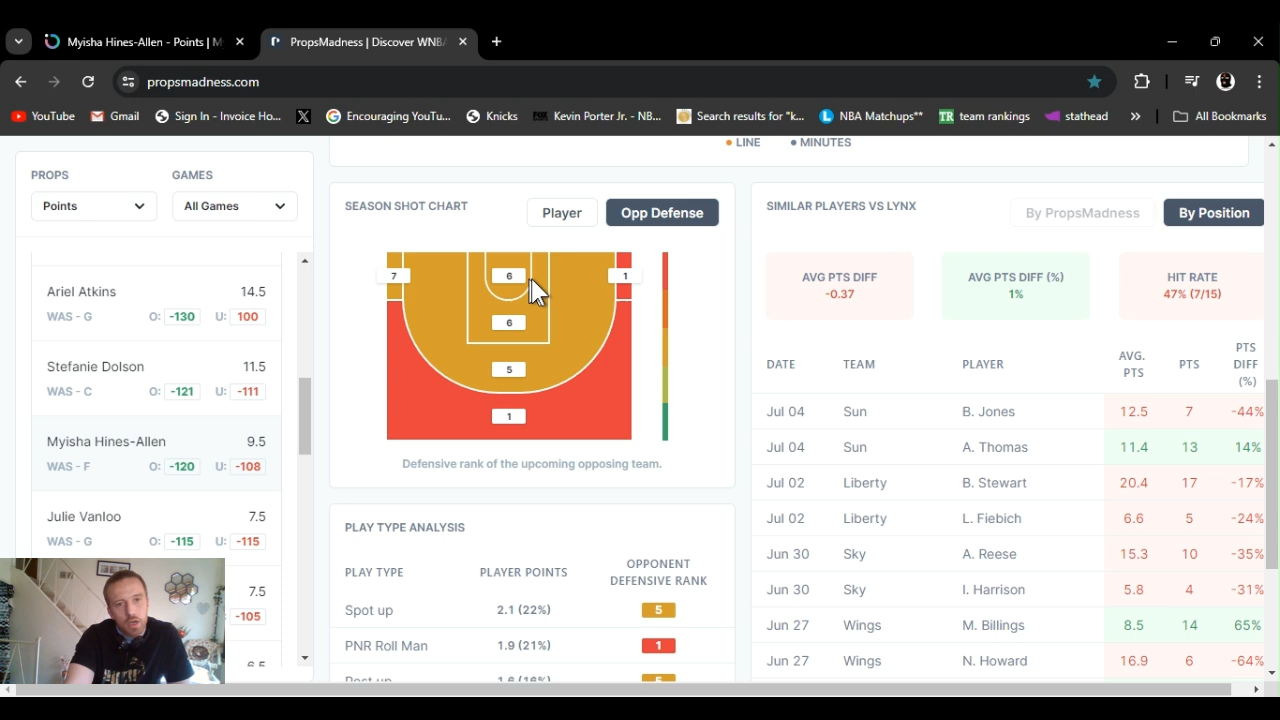 Myisha Hines-Allen - Points | M
PropsMadness | Discover WNB
propsmadness.com
YouTube
Gmail
Sign In - Invoice Ho...
Encouraging YouTu...
Knicks
Kevin Porter Jr. - NB...
Search results for "k...
NBA Matchups**
team rankings
stathead
All Bookmarks
LINE MINUTES
PROPS GAMES
Points All Games
Ariel Atkins 14.5
WAS - G O: -130 U: 100
Stefanie Dolson 11.5
WAS - C O: -121 U: -111
Myisha Hines-Allen 9.5
WAS - F O: -120 U: -108
Julie Vanloo 7.5
WAS - G O: -115 U: -115
7.5
-105
6.5
SEASON SHOT CHART Player Opp Defense
7 6 1
6
5
1
Defensive rank of the upcoming opposing team.
PLAY TYPE ANALYSIS
PLAY TYPE PLAYER POINTS OPPONENT DEFENSIVE RANK
Spot up 2.1 (22%) 5
PNR Roll Man 1.9 (21%) 1
Post up 1.6 (16%) 5
SIMILAR PLAYERS VS LYNX By PropsMadness By Position
AVG PTS DIFF AVG PTS DIFF (%) HIT RATE
-0.37 1% 47% (7/15)
DATE TEAM PLAYER AVG. PTS PTS PTS DIFF (%)
Jul 04 Sun B. Jones 12.5 7 -44%
Jul 04 Sun A. Thomas 11.4 13 14%
Jul 02 Liberty B. Stewart 20.4 17 -17%
Jul 02 Liberty L. Fiebich 6.6 5 -24%
Jun 30 Sky A. Reese 15.3 10 -35%
Jun 30 Sky I. Harrison 5.8 4 -31%
Jun 27 Wings M. Billings 8.5 14 65%
Jun 27 Wings N. Howard 16.9 6 -64%